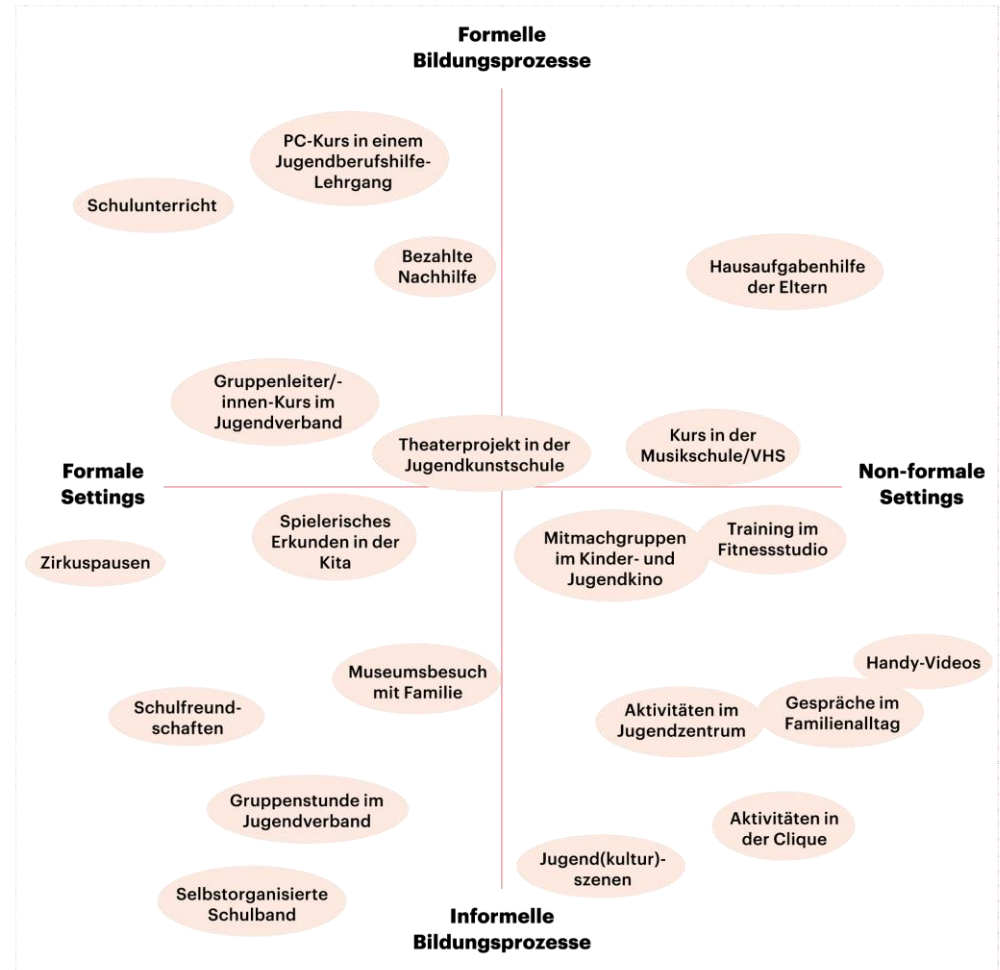 Formelle
Bildungsprozesse
PC-Kurs in einem
Jugendberufshilfe-
Lehrgang
Schulunterricht
Bezahlte
Nachhilfe
Hausaufgabenhilfe
der Eltern
Gruppenleiter/-
innen-Kurs im
Jugendverband
Theaterprojekt in der
Jugendkunstschule
Kurs in der
Musikschule/VHS
Formale
Settings
Non-formale
Settings
Spielerisches
Erkunden in der
Kita
Mitmachgruppen
im Kinder- und
Jugendkino
Training im
Fitnessstudio
Zirkuspausen
Museumsbesuch
mit Familie
Handy-Videos
Schulfreund-
schaften
Aktivitäten im
Jugendzentrum
Gespräche im
Familienalltag
Gruppenstunde im
Jugendverband
Aktivitäten in
der Clique
Jugend(kultur)-
szenen
Selbstorganisierte
Schulband
Informelle
Bildungsprozesse